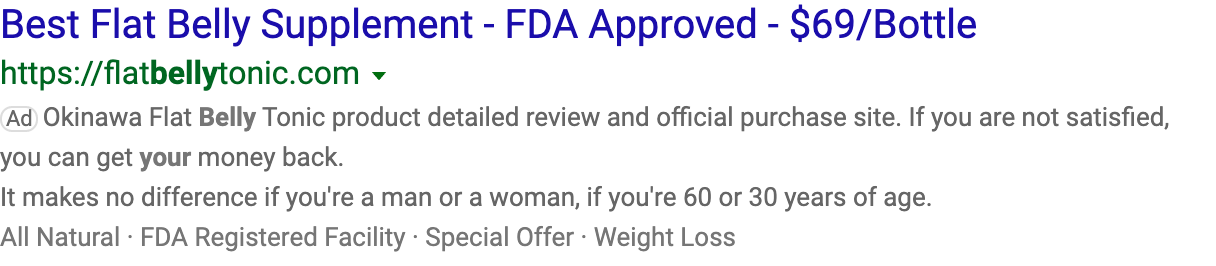 Best Flat Belly Supplement - FDA Approved - $69/Bottle
https://flatbellytonic.com
Ad Okinawa Flat Belly Tonic product detailed review and official purchase site. If you are not satisfied,
you can get your money back.
It makes no difference if you're a man or a woman, if you're 60 or 30 years of age.
All Natural · FDA Registered Facility · Special Offer · Weight Loss